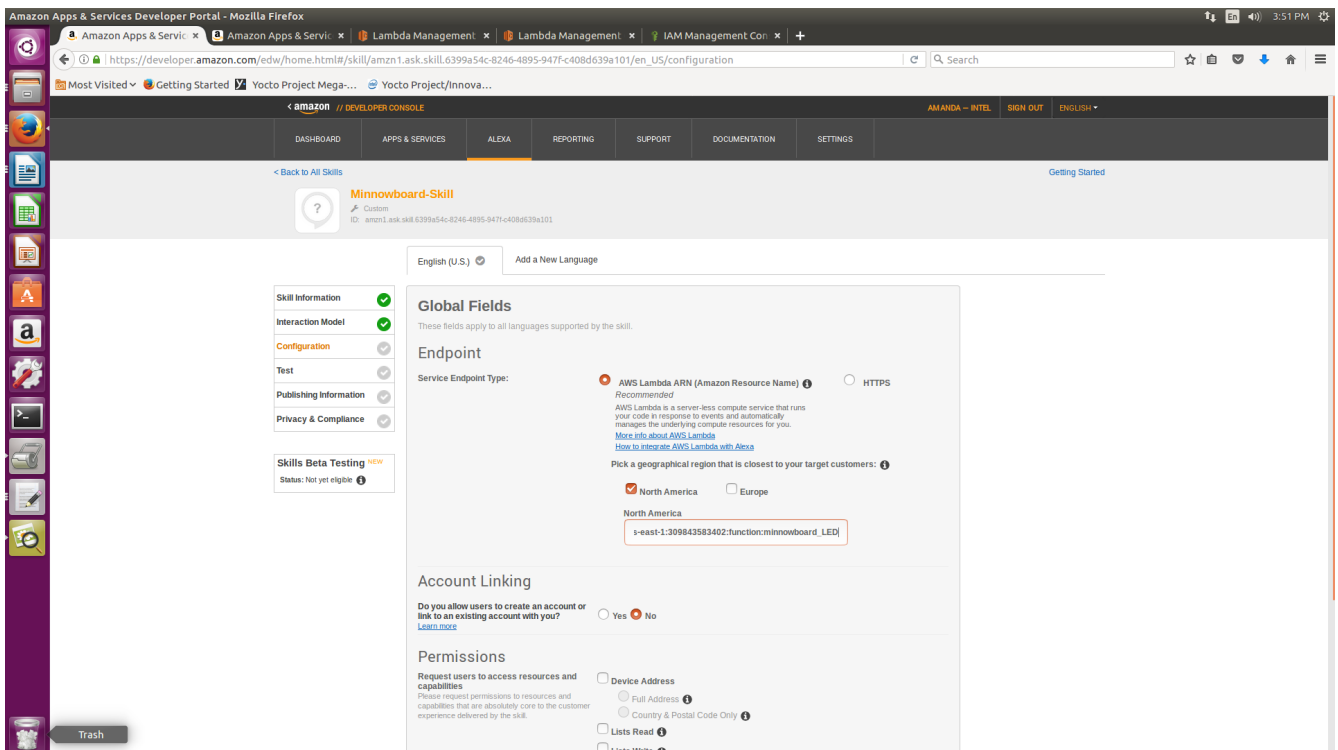 Amazon Apps & Services Developer Portal - Mozilla Firefox
En 3:51 PM
Amazon Apps & Servic × Amazon Apps & Servic × Lambda Management × Lambda Management × IAM Management Con × +
https://developer.amazon.com/edw/home.html#/skill/amzn1.ask.skill.6399a54c-8246-4895-947f-c408d639a101/en_US/configuration
Search
Most Visited Getting Started Yocto Project Mega-... Yocto Project/Innova...
< amazon // DEVELOPER CONSOLE
AMANDA – INTEL SIGN OUT ENGLISH
DASHBOARD APPS & SERVICES ALEXA REPORTING SUPPORT DOCUMENTATION SETTINGS
< Back to All Skills
Getting Started
Minnowboard-Skill
Custom
ID: amzn1.ask.skill.6399a54c-8246-4895-947f-c408d639a101
English (U.S.) Add a New Language
Skill Information
Interaction Model
Configuration
Test
Publishing Information
Privacy & Compliance
Skills Beta Testing NEW
Status: Not yet eligible
Global Fields
These fields apply to all languages supported by the skill.
Endpoint
Service Endpoint Type:
AWS Lambda ARN (Amazon Resource Name) HTTPS
Recommended
AWS Lambda is a server-less compute service that runs
your code in response to events and automatically
manages the underlying compute resources for you.
More info about AWS Lambda
How to integrate AWS Lambda with Alexa
Pick a geographical region that is closest to your target customers:
North America Europe
North America
s-east-1:309843583402:function:minnowboard_LED
Account Linking
Do you allow users to create an account or
link to an existing account with you?
Yes No
Learn more
Permissions
Request users to access resources and
capabilities
Please request permissions to resources and
capabilities that are absolutely core to the customer
experience delivered by the skill.
Device Address
Full Address
Country & Postal Code Only
Lists Read
Trash